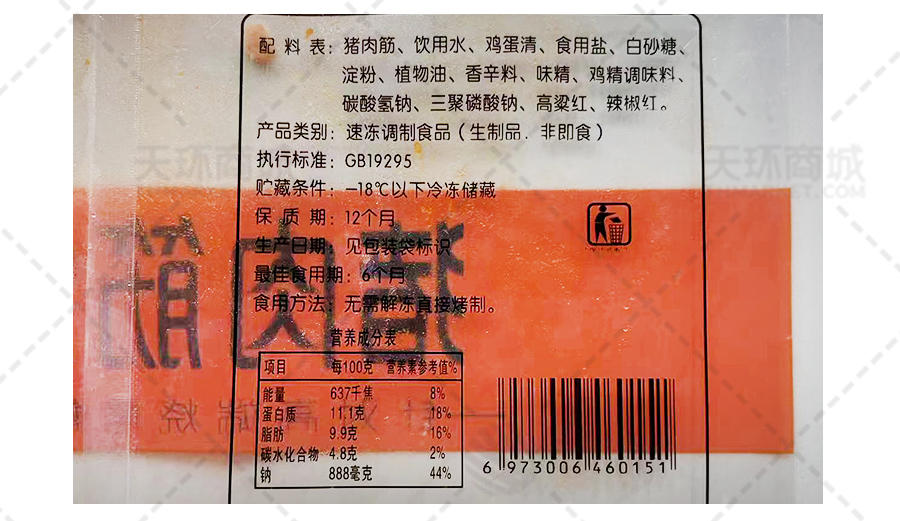 配料表：猪肉筋、饮用水、鸡蛋清、食用盐、白砂糖、
淀粉、植物油、香辛料、味精、鸡精调味料、
碳酸氢钠、三聚磷酸钠、高粱红、辣椒红。
产品类别：速冻调制食品（生制品．非即食）
执行标准：GB19295
贮藏条件：—18℃以下冷冻储藏
保质期：12个月
生产日期：见包装袋标识
最佳食用期：6个月
食用方法：无需解冻直接烤制。
猪肉筋
营养成分表
项目 每100克 营养素参考值%
能量 637千焦 8%
蛋白质 11.1克 18%
脂肪 9.9克 16%
碳水化合物 4.8克 2%
钠 888毫克 44%
6 973006 460151
天环商城
天环商城